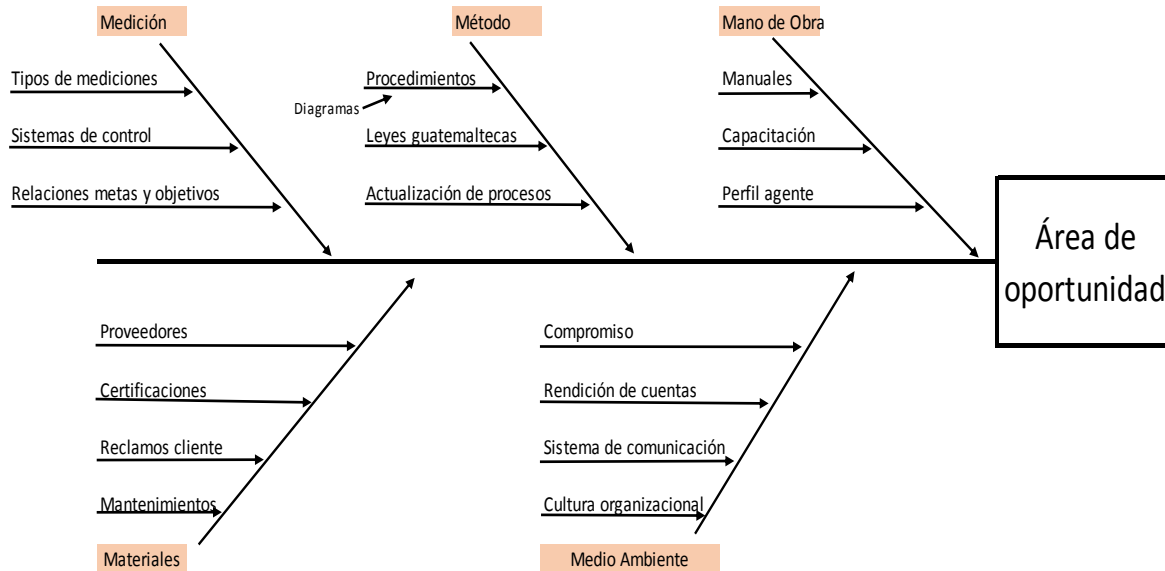 Medición
Método
Mano de Obra
Tipos de mediciones
Procedimientos
Manuales
Diagramas
Sistemas de control
Leyes guatemaltecas
Capacitación
Relaciones metas y objetivos
Actualización de procesos
Perfil agente
Área de
oportunidad
Proveedores
Compromiso
Certificaciones
Rendición de cuentas
Reclamos cliente
Sistema de comunicación
Mantenimientos
Cultura organizacional
Materiales
Medio Ambiente